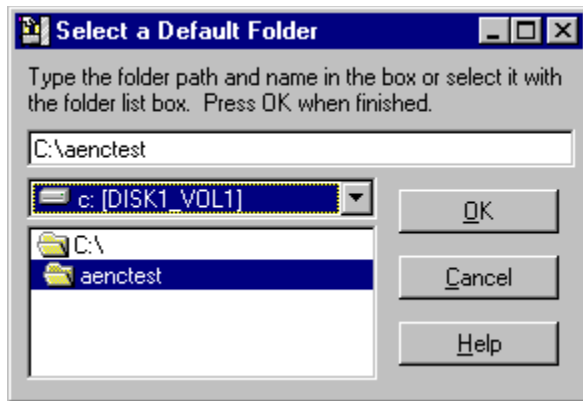 Select a Default Folder
Type the folder path and name in the box or select it with
the folder list box. Press OK when finished.
C:\aenctest
c: [DISK1_VOL1]
OK
C:\
aenctest
Cancel
Help